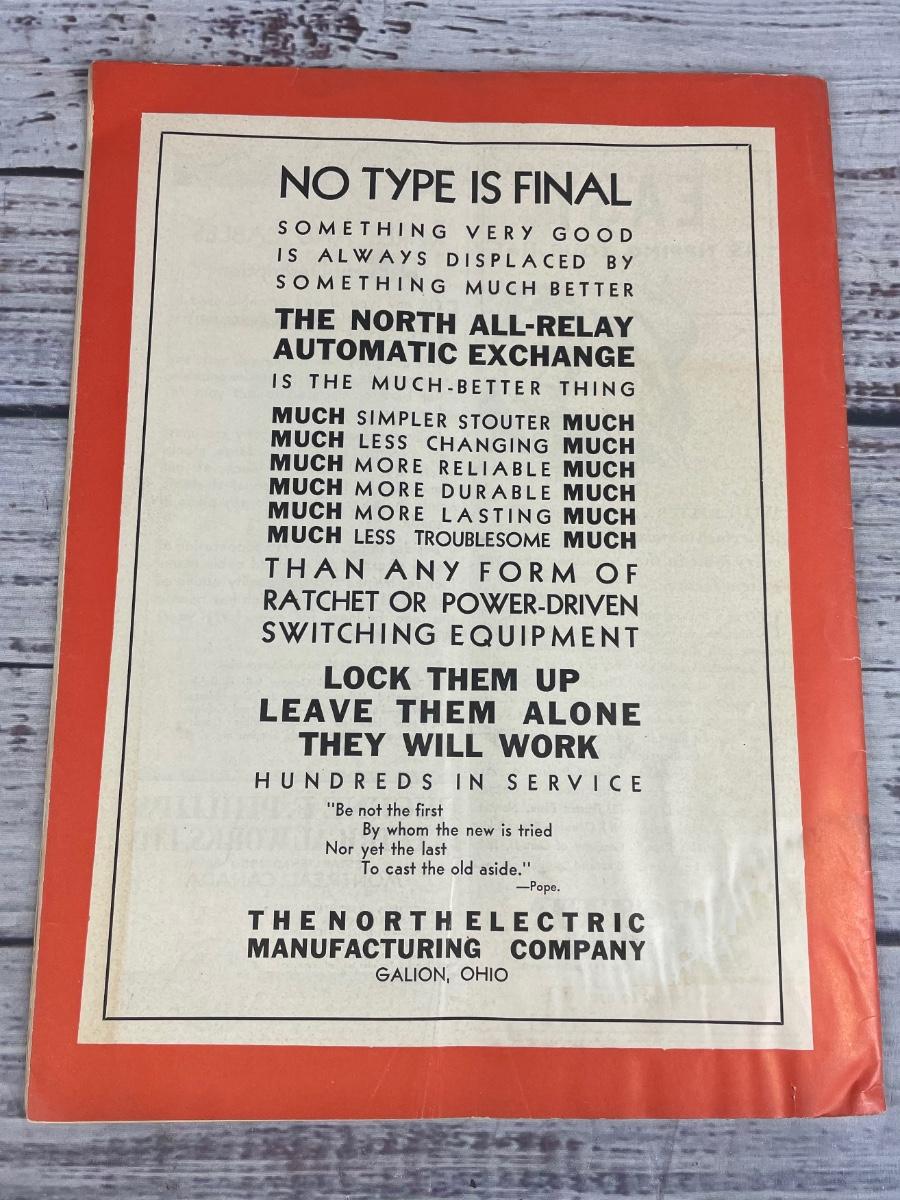 NO TYPE IS FINAL
SOMETHING VERY GOOD
IS ALWAYS DISPLACED BY
SOMETHING MUCH BETTER
THE NORTH ALL-RELAY
AUTOMATIC EXCHANGE
IS THE MUCH-BETTER THING
MUCH SIMPLER STOUTER MUCH
MUCH LESS CHANGING MUCH
MUCH MORE RELIABLE MUCH
MUCH MORE DURABLE MUCH
MUCH MORE LASTING MUCH
MUCH LESS TROUBLESOME MUCH
THAN ANY FORM OF
RATCHET OR POWER-DRIVEN
SWITCHING EQUIPMENT
LOCK THEM UP
LEAVE THEM ALONE
THEY WILL WORK
HUNDREDS IN SERVICE
"Be not the first
By whom the new is tried
Nor yet the last
To cast the old aside."
—Pope.
THE NORTH ELECTRIC
MANUFACTURING COMPANY
GALION, OHIO